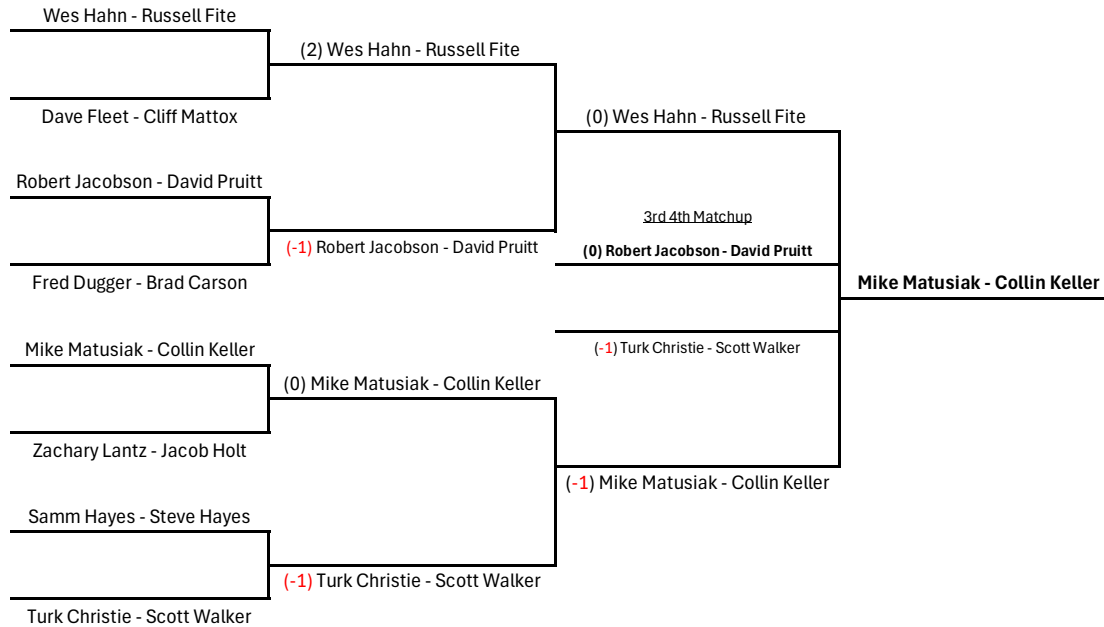 Wes Hahn - Russell Fite
Dave Fleet - Cliff Mattox
Robert Jacobson - David Pruitt
Fred Dugger - Brad Carson
Mike Matusiak - Collin Keller
Zachary Lantz - Jacob Holt
Samm Hayes - Steve Hayes
Turk Christie - Scott Walker
(2) Wes Hahn - Russell Fite
(-1) Robert Jacobson - David Pruitt
(0) Mike Matusiak - Collin Keller
(-1) Turk Christie - Scott Walker
(0) Wes Hahn - Russell Fite
3rd 4th Matchup
(0) Robert Jacobson - David Pruitt
(-1) Turk Christie - Scott Walker
(-1) Mike Matusiak - Collin Keller
Mike Matusiak - Collin Keller